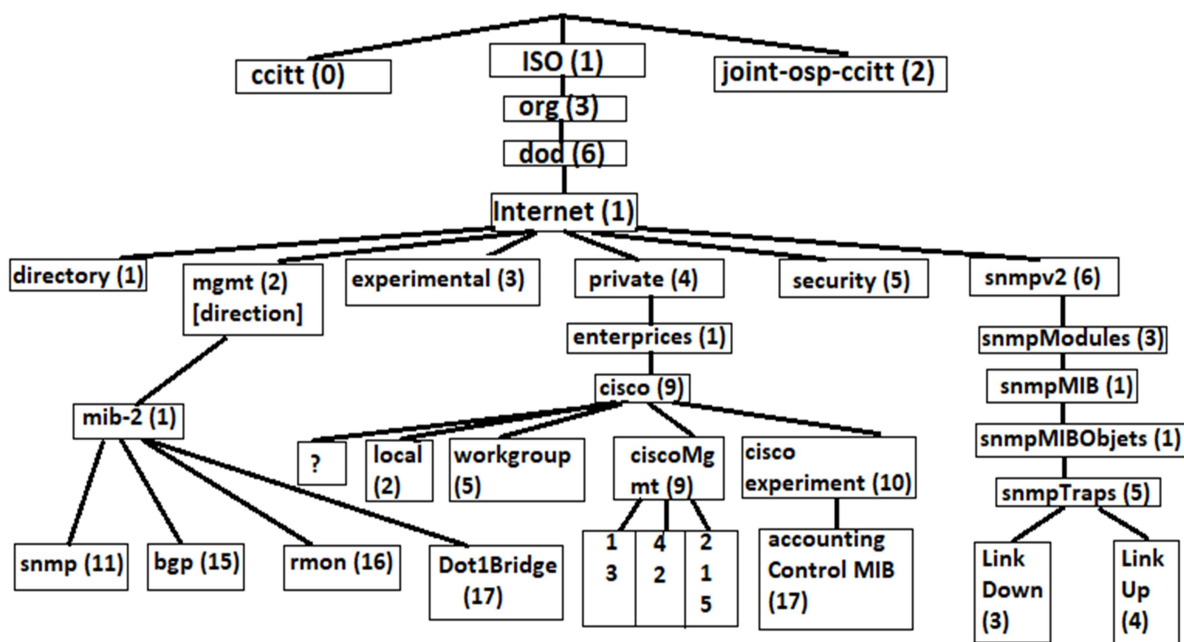 ccitt (0)
ISO (1)
joint-osp-ccitt (2)
org (3)
dod (6)
Internet (1)
directory (1)
mgmt (2)
[direction]
experimental (3)
private (4)
security (5)
snmpv2 (6)
enterprices (1)
snmpModules (3)
cisco (9)
snmpMIB (1)
mib-2 (1)
?
local
(2)
workgroup
(5)
ciscoMg
mt (9)
cisco
experiment (10)
snmpMIBObjets (1)
snmpTraps (5)
snmp (11)
bgp (15)
rmon (16)
Dot1Bridge
(17)
1
3
4
2
2
1
5
accounting
Control MIB
(17)
Link
Down
(3)
Link
Up
(4)